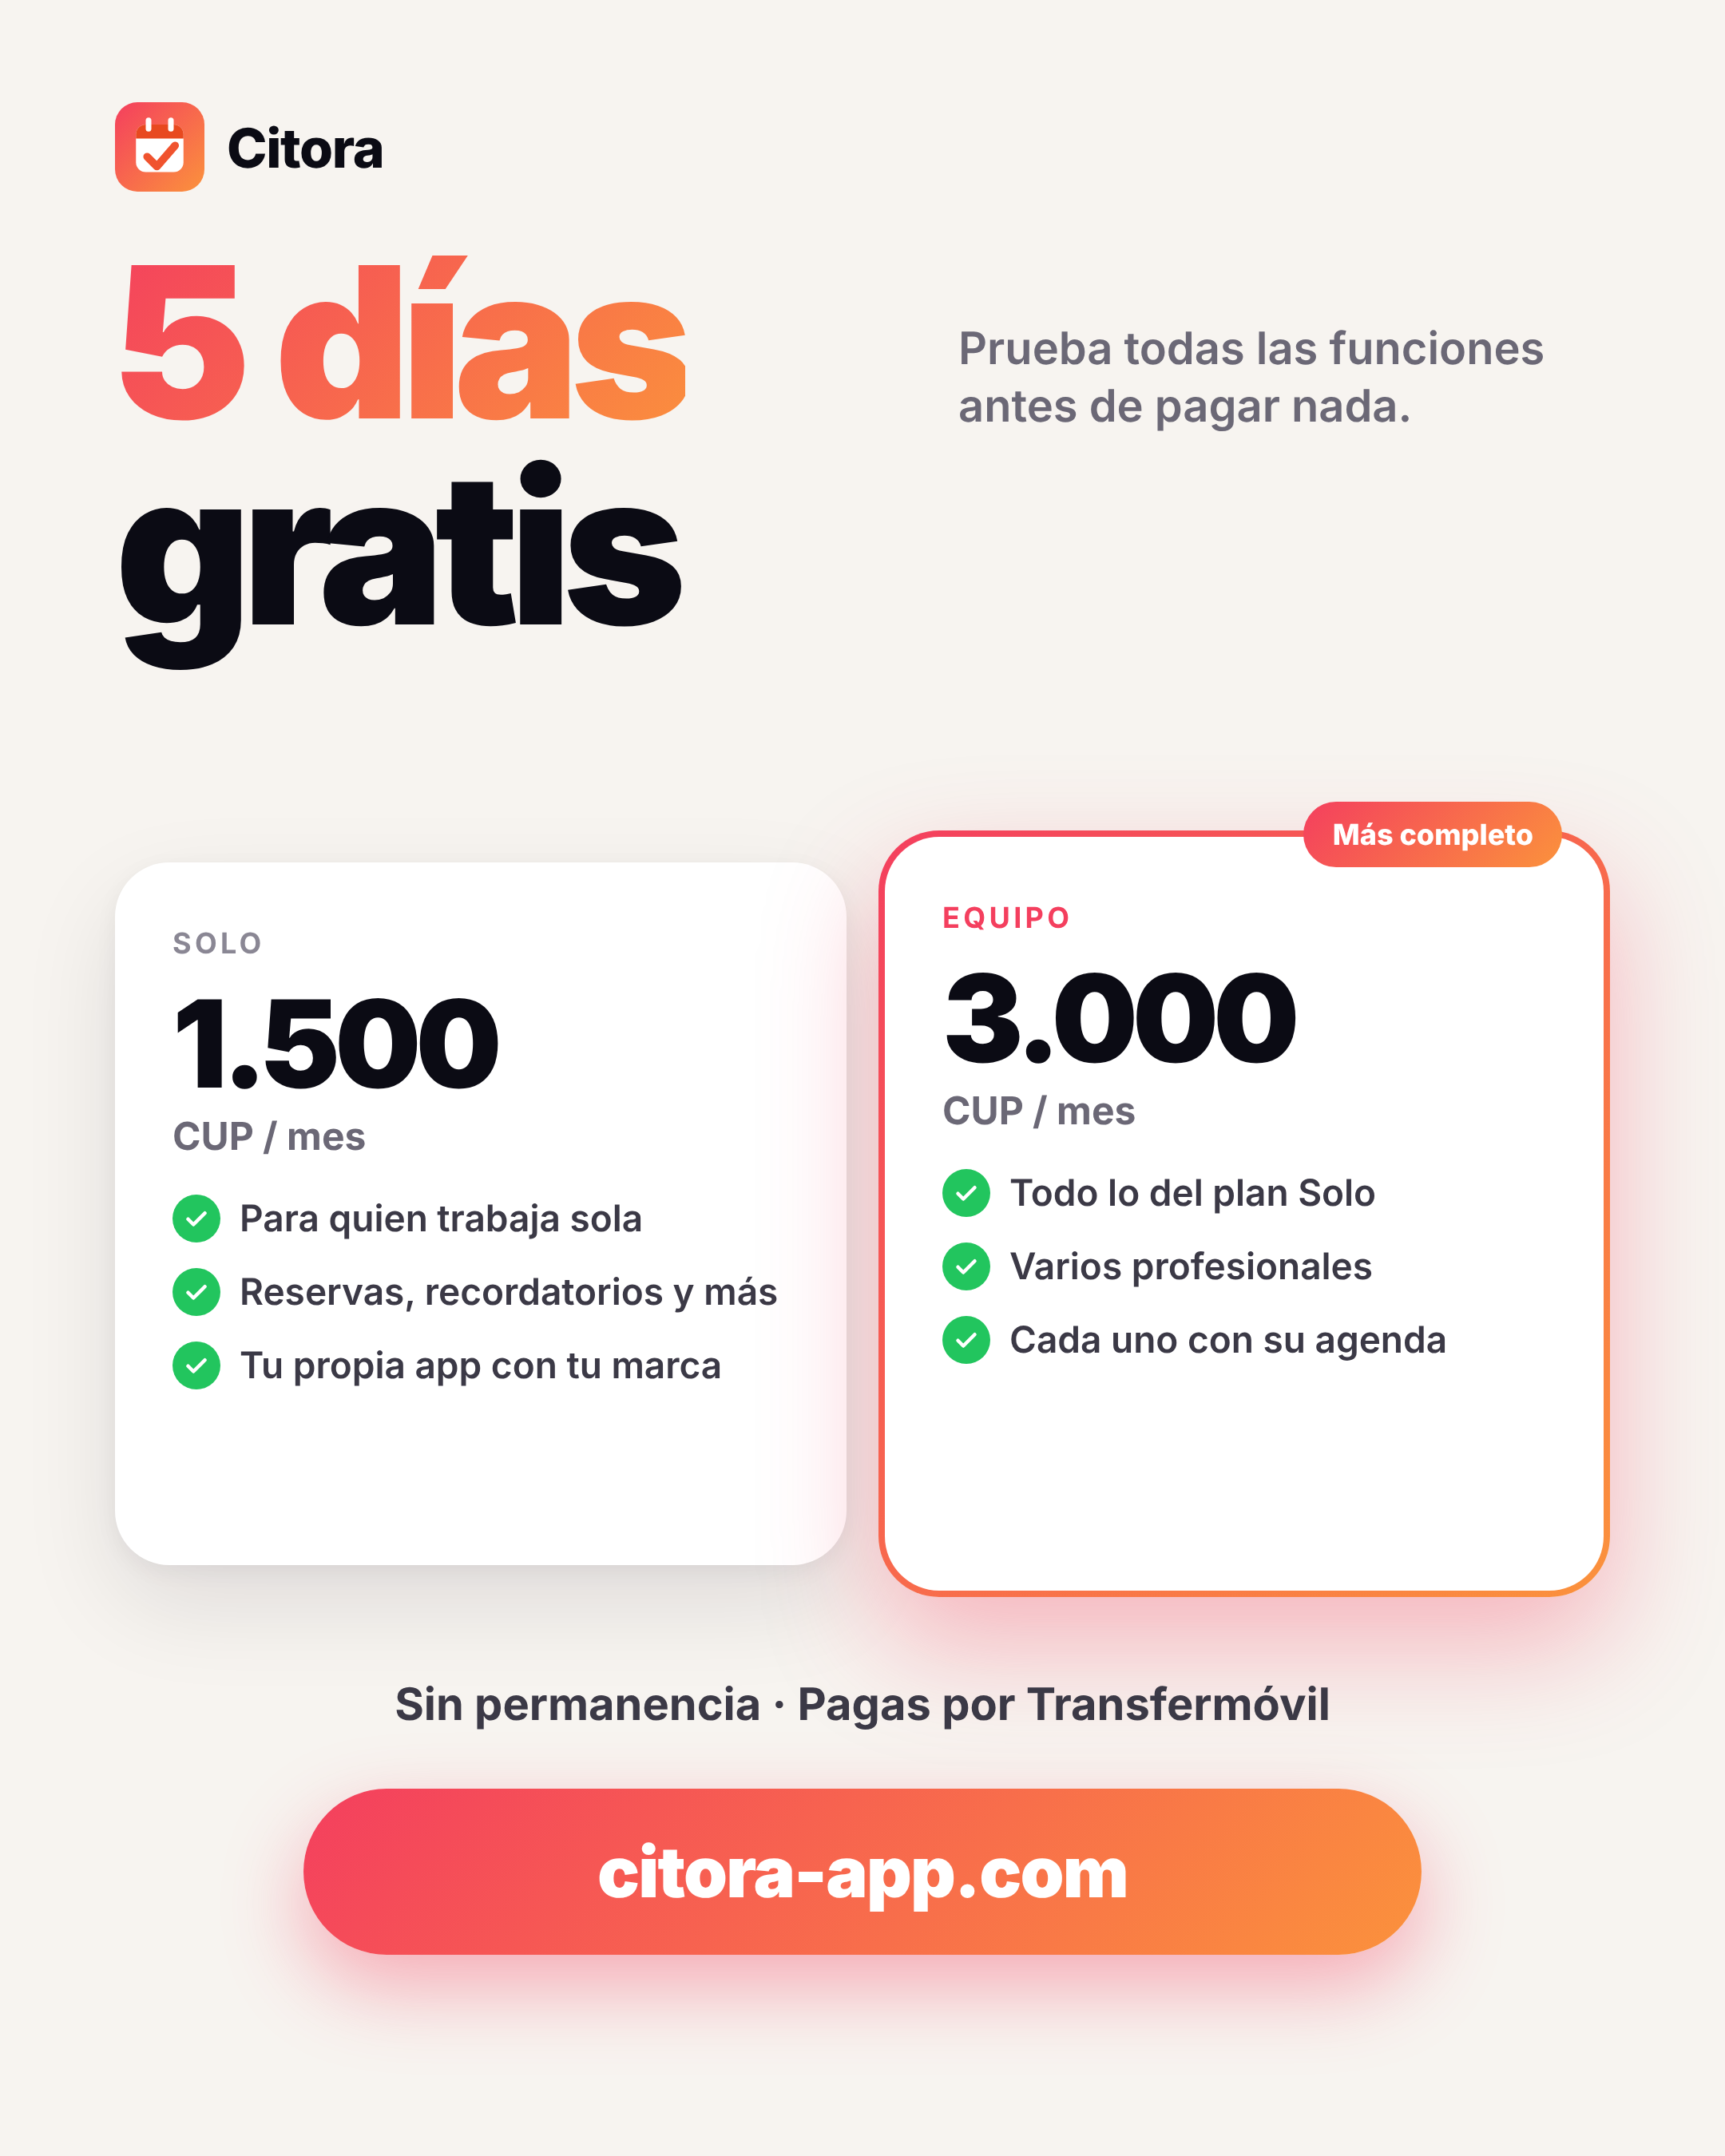 Citora
5 días
gratis
Prueba todas las funciones
antes de pagar nada.
SOLO
1.500
CUP / mes
Para quien trabaja sola
Reservas, recordatorios y más
Tu propia app con tu marca
Más completo
EQUIPO
3.000
CUP / mes
Todo lo del plan Solo
Varios profesionales
Cada uno con su agenda
Sin permanencia · Pagas por Transfermóvil
citora-app.com